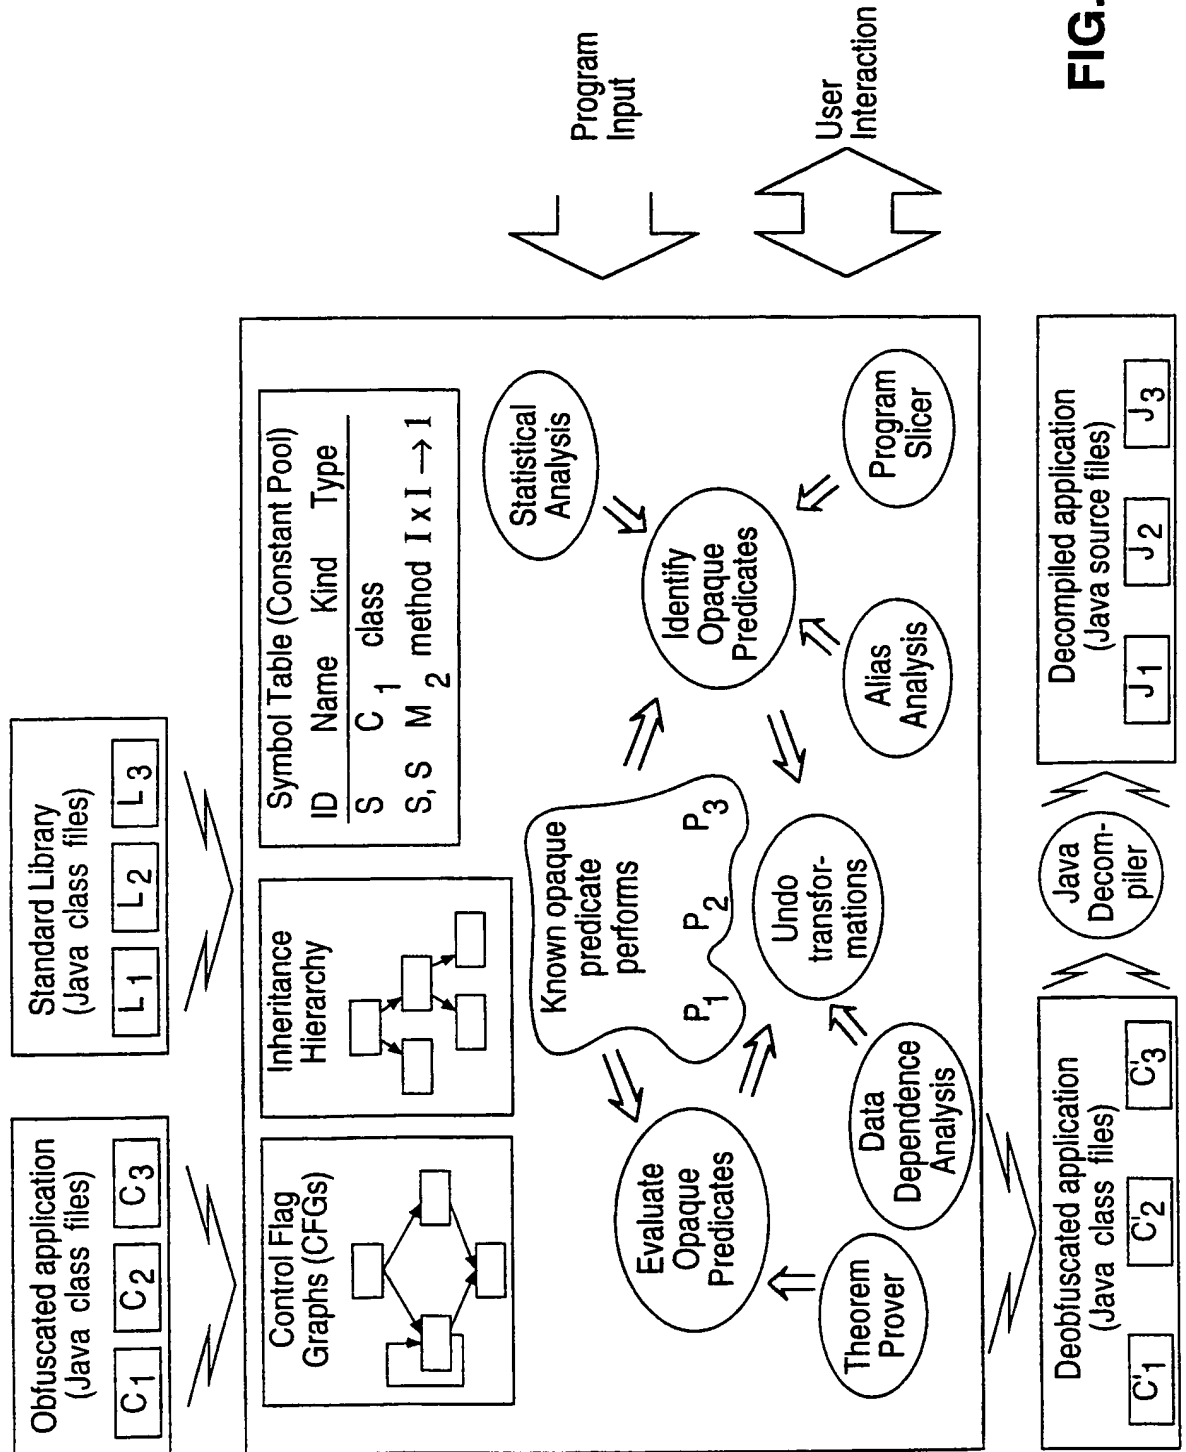 Obfuscated application
(Java class files)
C1 C2 C3
Standard Library
(Java class files)
L1 L2 L3
Control Flag
Graphs (CFGs)
Inheritance
Hierarchy
Symbol Table (Constant Pool)
ID Name Kind Type
S C1 class
S, S M2 method I x I → 1
Statistical
Analysis
Known opaque
predicate
performs
P1 P2 P3
Identify
Opaque
Predicates
Evaluate
Opaque
Predicates
Undo
transfor-
mations
Theorem
Prover
Data
Dependence
Analysis
Alias
Analysis
Program
Slicer
Program
Input
User
Interaction
Deobfuscated application
(Java class files)
C'1 C'2 C'3
Java
Decom-
piler
Decompiled application
(Java source files)
J1 J2 J3
FIG.